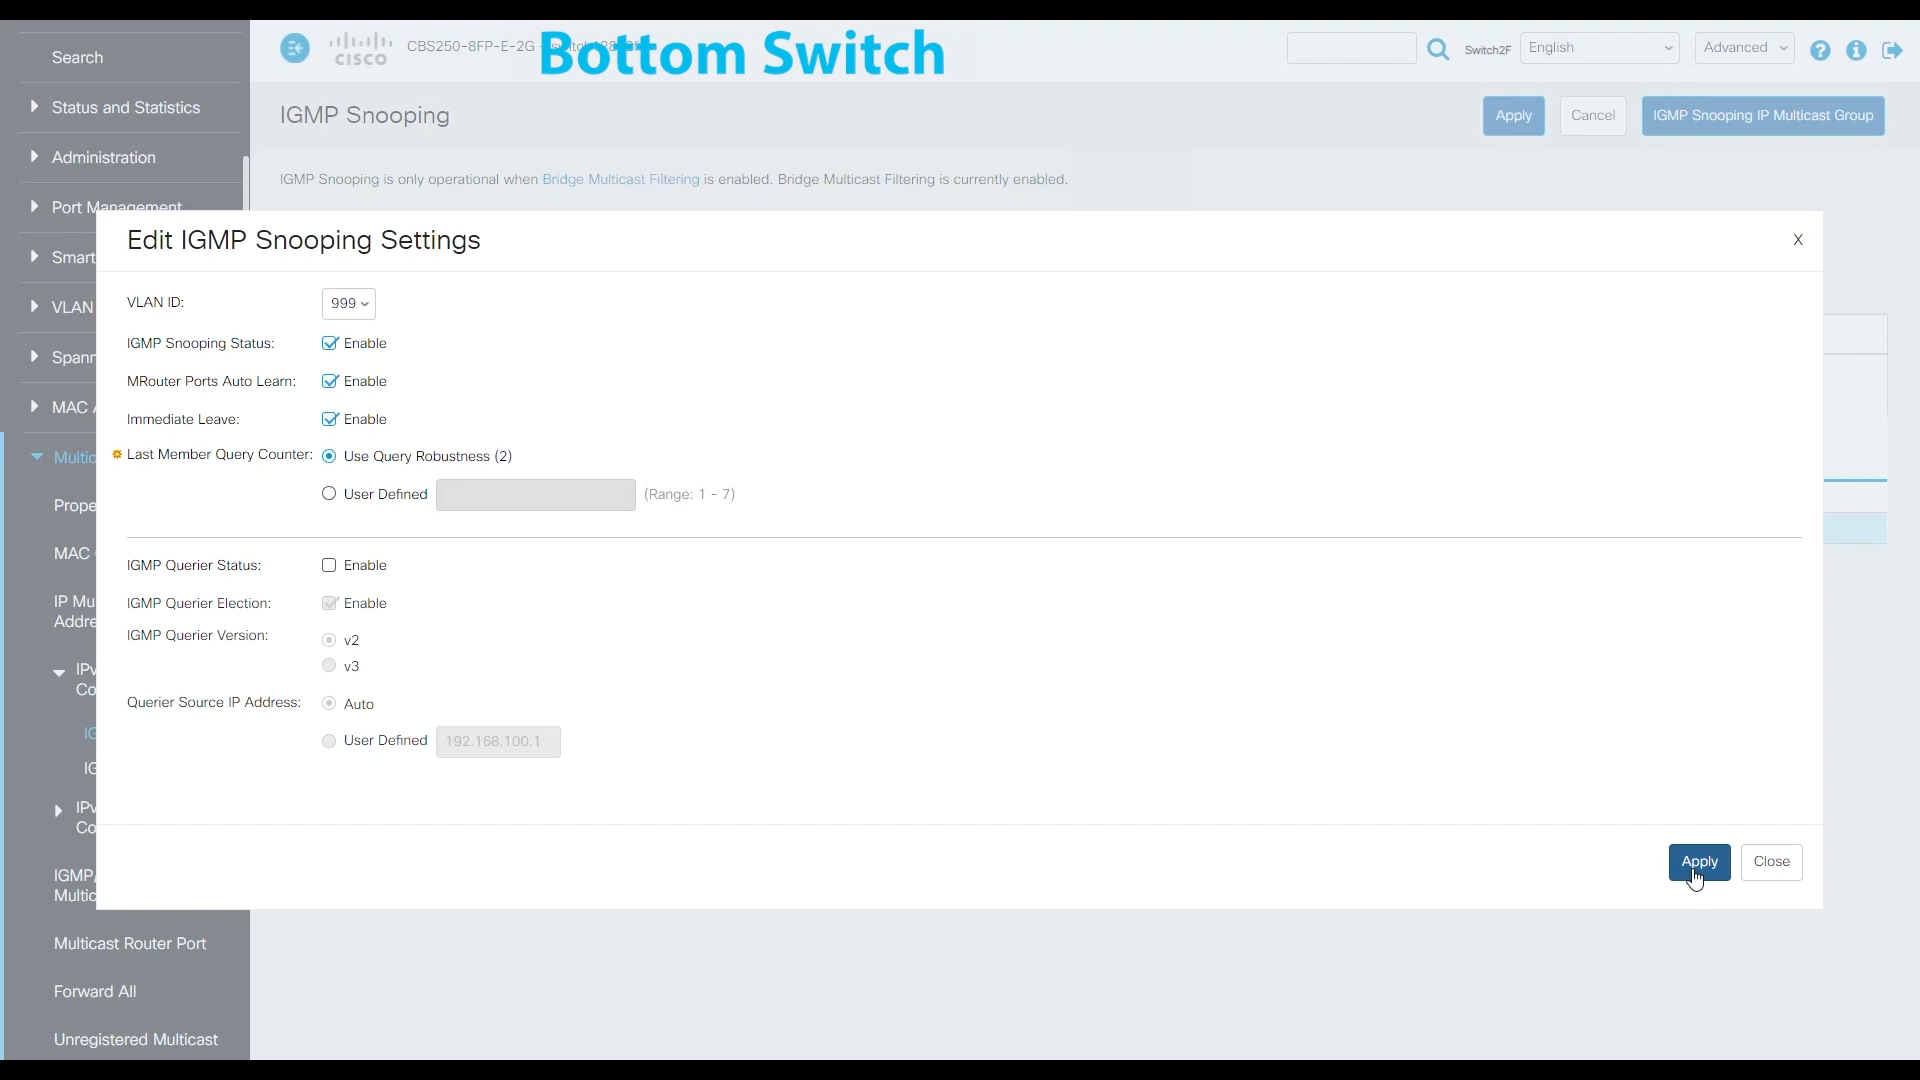 Search
Status and Statistics
Administration
Port Management
Smart
VLAN
Spann
MAC A
Multic
Prope
MAC
IP Mu
Addre
IPv
Co
IG
IG
IPv
Co
IGMP/
Multic
Multicast Router Port
Forward All
Unregistered Multicast
cisco
CBS250-8FP-E-2G
Bottom Switch
Switch2F
English
Advanced
IGMP Snooping
Apply
Cancel
IGMP Snooping IP Multicast Group
IGMP Snooping is only operational when Bridge Multicast Filtering is enabled. Bridge Multicast Filtering is currently enabled.
Edit IGMP Snooping Settings
X
VLAN ID:
999
IGMP Snooping Status:
Enable
MRouter Ports Auto Learn:
Enable
Immediate Leave:
Enable
Last Member Query Counter:
Use Query Robustness (2)
User Defined
(Range: 1 - 7)
IGMP Querier Status:
Enable
IGMP Querier Election:
Enable
IGMP Querier Version:
v2
v3
Querier Source IP Address:
Auto
User Defined
192.168.100.1
Apply
Close